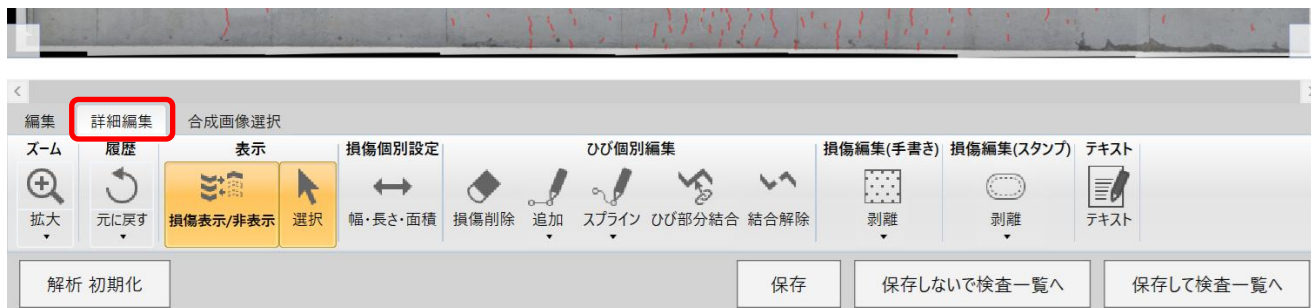 編集 詳細編集 合成画像選択
ズーム 履歴 表示 損傷個別設定 ひび個別編集 損傷編集(手書き) 損傷編集(スタンプ) テキスト
拡大 元に戻す 損傷表示/非表示 選択 幅・長さ・面積 損傷削除 追加 スプライン ひび部分結合 結合解除 剥離 剥離 テキスト
解析 初期化 保存 保存しないで検査一覧へ 保存して検査一覧へ